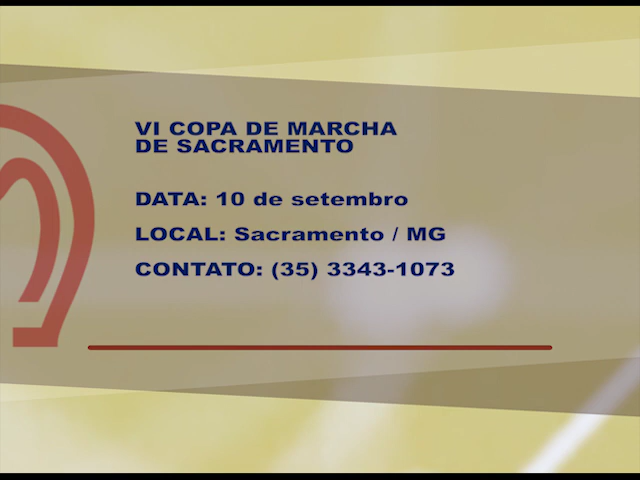 VI COPA DE MARCHA
DE SACRAMENTO
DATA: 10 de setembro
LOCAL: Sacramento / MG
CONTATO: (35) 3343-1073